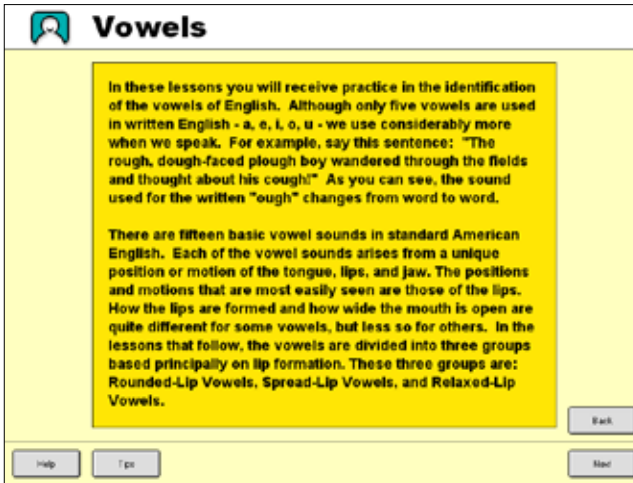 Vowels
In these lessons you will receive practice in the identification
of the vowels of English. Although only five vowels are used
in written English - a, e, i, o, u - we use considerably more
when we speak. For example, say this sentence: "The
rough, dough-faced plough boy wandered through the fields
and thought about his cough!" As you can see, the sound
used for the written "ough" changes from word to word.
There are fifteen basic vowel sounds in standard American
English. Each of the vowel sounds arises from a unique
position or motion of the tongue, lips, and jaw. The positions
and motions that are most easily seen are those of the lips.
How the lips are formed and how wide the mouth is open are
quite different for some vowels, but less so for others. In the
lessons that follow, the vowels are divided into three groups
based principally on lip formation. These three groups are:
Rounded-Lip Vowels, Spread-Lip Vowels, and Relaxed-Lip
Vowels.
Back
Help
Tips
Next